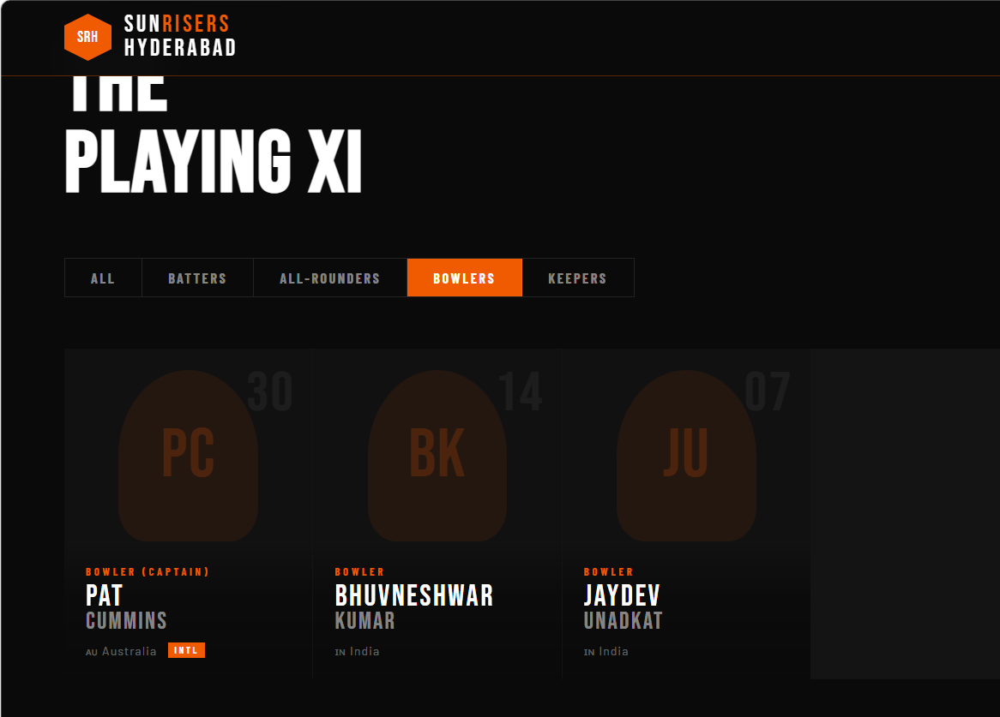 SRH
SUNRISERS
HYDERABAD
THE
PLAYING XI
ALL
BATTERS
ALL-ROUNDERS
BOWLERS
KEEPERS
30
PC
BOWLER (CAPTAIN)
PAT
CUMMINS
AU Australia INTL
14
BK
BOWLER
BHUVNESHWAR
KUMAR
IN India
07
JU
BOWLER
JAYDEV
UNADKAT
IN India